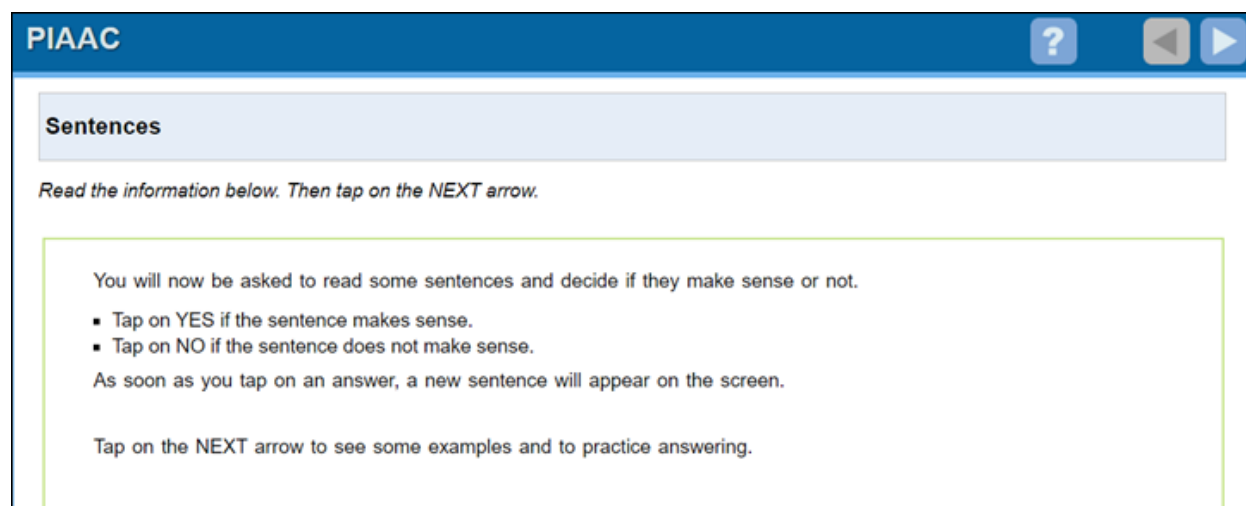 PIAAC ?
Sentences
Read the information below. Then tap on the NEXT arrow.
You will now be asked to read some sentences and decide if they make sense or not.
▪ Tap on YES if the sentence makes sense.
▪ Tap on NO if the sentence does not make sense.
As soon as you tap on an answer, a new sentence will appear on the screen.
Tap on the NEXT arrow to see some examples and to practice answering.